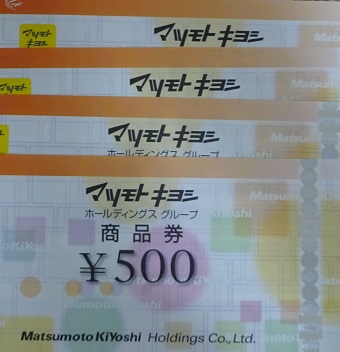 マツモト
キヨシ
マツモト キヨシ
マツモト
マツモト キヨシ
マツモト キヨシ
ホールディングス グループ
マツモト キヨシ
ホールディングス グループ
商品券
¥500
Matsumoto KiYoshi
Matsumoto KiYoshi Holdings Co.,Ltd.